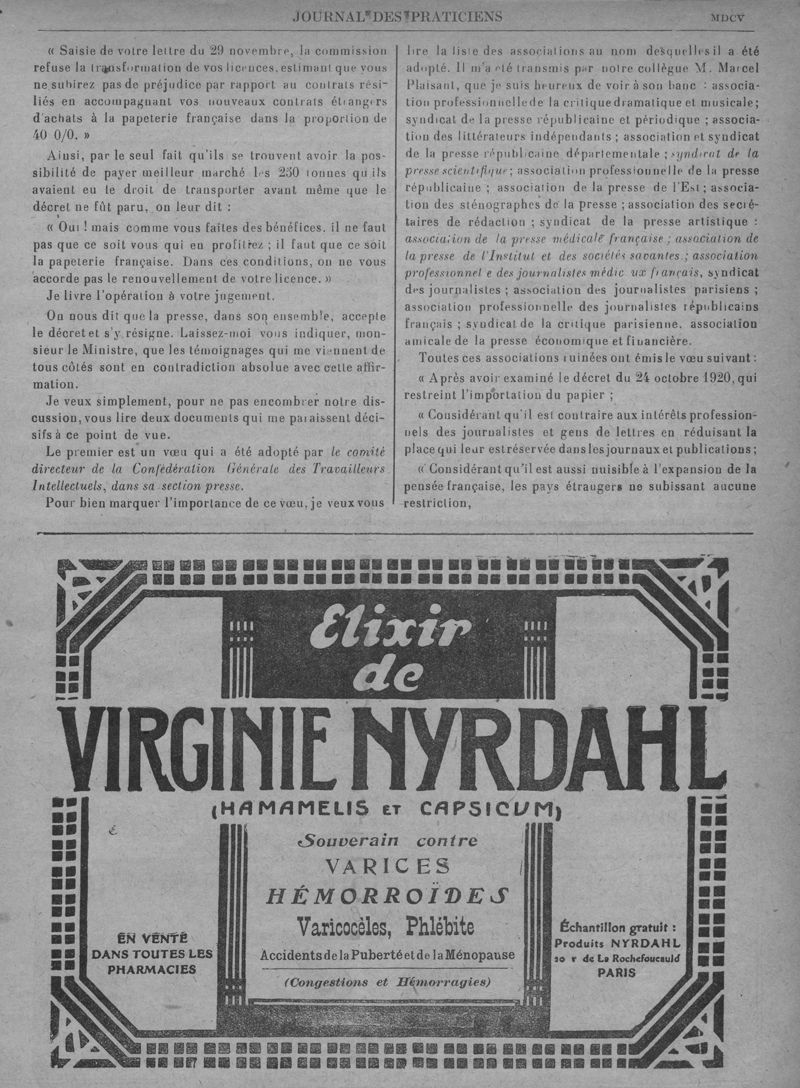 JOURNAL DES PRATICIENS
MDCV
« Saisie de votre lettre du 29 novembre, la commission
refuse la transformation de vos licences, estimant que vous
ne subirez pas de préjudice par rapport au contrats rési-
liés en accompagnant vos nouveaux contrats étrangers
d'achats à la papeterie française dans la proportion de
40 0/0. »
Ainsi, par le seul fait qu'ils se trouvent avoir la pos-
sibilité de payer meilleur marché les 250 tonnes qu'ils
avaient eu le droit de transporter avant même que le
décret ne fût paru, on leur dit :
« Oui ! mais comme vous faites des bénéfices, il ne faut
pas que ce soit vous qui en profitiez ; il faut que ce soit
la papeterie française. Dans ces conditions, on ne vous
accorde pas le renouvellement de votre licence. »
Je livre l'opération à votre jugement.
On nous dit que la presse, dans son ensemble, accepte
le décret et s'y résigne. Laissez-moi vous indiquer, mon-
sieur le Ministre, que les témoignages qui me viennent de
tous côtés sont en contradiction absolue avec cette affir-
mation.
Je veux simplement, pour ne pas encombrer notre dis-
cussion, vous lire deux documents qui me paraissent déci-
sifs à ce point de vue.
Le premier est un vœu qui a été adopté par le comité
directeur de la Confédération Générale des Travailleurs
Intellectuels, dans sa section presse.
Pour bien marquer l'importance de ce vœu, je veux vous
lire la liste des associations au nom desquelles il a été
adopté. Il m'a été transmis par notre collègue M. Marcel
Plaisant, que je suis heureux de voir à son banc : associa-
tion professionnelle de la critique dramatique et musicale ;
syndicat de la presse républicaine et périodique ; associa-
tion des littérateurs indépendants ; association et syndicat
de la presse républicaine départementale ; syndicat de la
presse scientifique ; association professionnelle de la presse
républicaine ; association de la presse de l'Est ; associa-
tion des sténographes de la presse ; association des secré-
taires de rédaction ; syndicat de la presse artistique :
association de la presse médicale française ; association de
la presse de l'Institut et des sociétés savantes ; association
professionnel e des journalistes médic ux français, syndicat
des journalistes ; association des journalistes parisiens ;
association professionnelle des journalistes républicains
français ; syndicat de la critique parisienne, association
amicale de la presse économique et financière.
Toutes ces associations ruinées ont émis le vœu suivant :
« Après avoir examiné le décret du 24 octobre 1920, qui
restreint l'importation du papier ;
« Considérant qu'il est contraire aux intérêts profession-
nels des journalistes et gens de lettres en réduisant la
place qui leur est réservée dans les journaux et publications ;
« Considérant qu'il est aussi nuisible à l'expansion de la
pensée française, les pays étrangers ne subissant aucune
restriction,
Elixir
de
VIRGINIE NYRDAHL
(HAMAMELIS ET CAPSICUM)
Souverain contre
VARICES
HÉMORROÏDES
Varicocèles, Phlébite
Accidents de la Puberté et de la Ménopause
(Congestions et Hémorragies)
EN VENTE
DANS TOUTES LES
PHARMACIES
Échantillon gratuit :
Produits NYRDAHL
20 r de La Rochefoucauld
PARIS